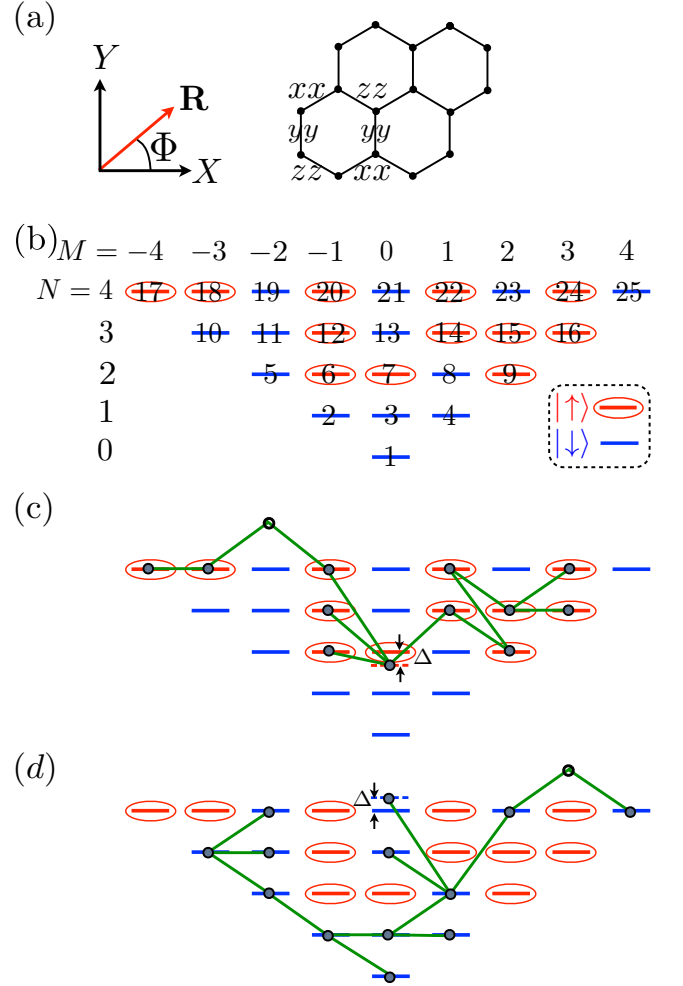 (a)
Y
R
Φ
X
xx zz
yy yy
zz xx
(b)
M = −4 −3 −2 −1 0 1 2 3 4
N = 4 17 18 19 20 21 22 23 24 25
3 10 11 12 13 14 15 16
2 5 6 7 8 9
1 2 3 4
0 1
|↑⟩
|↓⟩
(c)
Δ
(d)
Δ